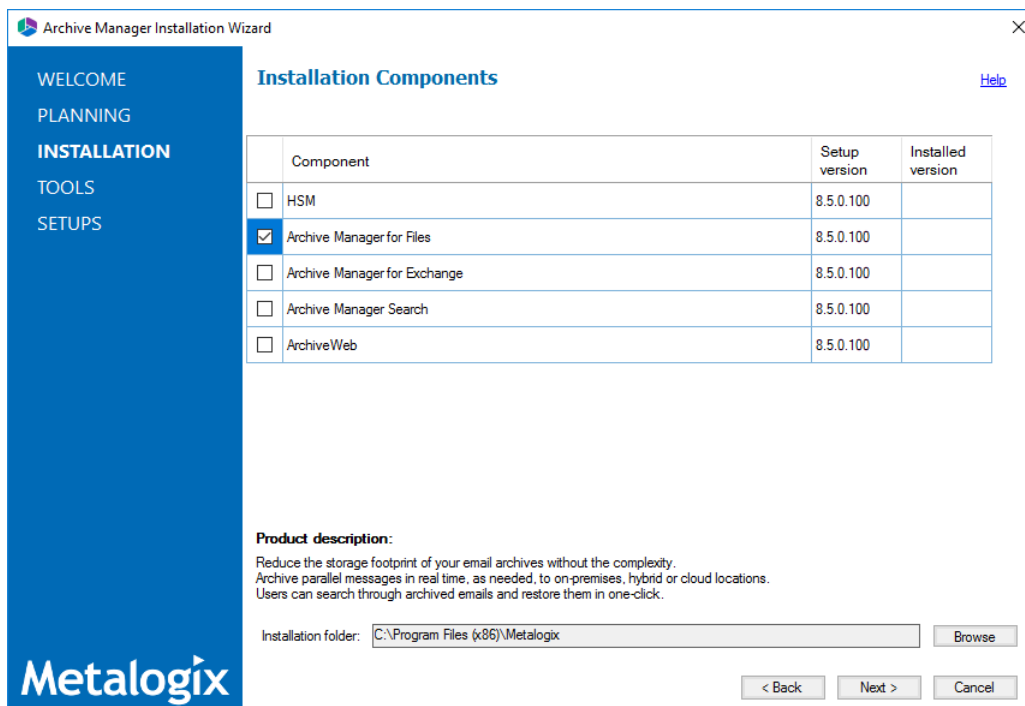 Archive Manager Installation Wizard
WELCOME
PLANNING
INSTALLATION
TOOLS
SETUPS
Metalogix
Installation Components
Help
Component
Setup version
Installed version
HSM 8.5.0.100
Archive Manager for Files 8.5.0.100
Archive Manager for Exchange 8.5.0.100
Archive Manager Search 8.5.0.100
ArchiveWeb 8.5.0.100
Product description:
Reduce the storage footprint of your email archives without the complexity.
Archive parallel messages in real time, as needed, to on-premises, hybrid or cloud locations.
Users can search through archived emails and restore them in one-click.
Installation folder: C:\Program Files (x86)\Metalogix Browse
< Back Next > Cancel